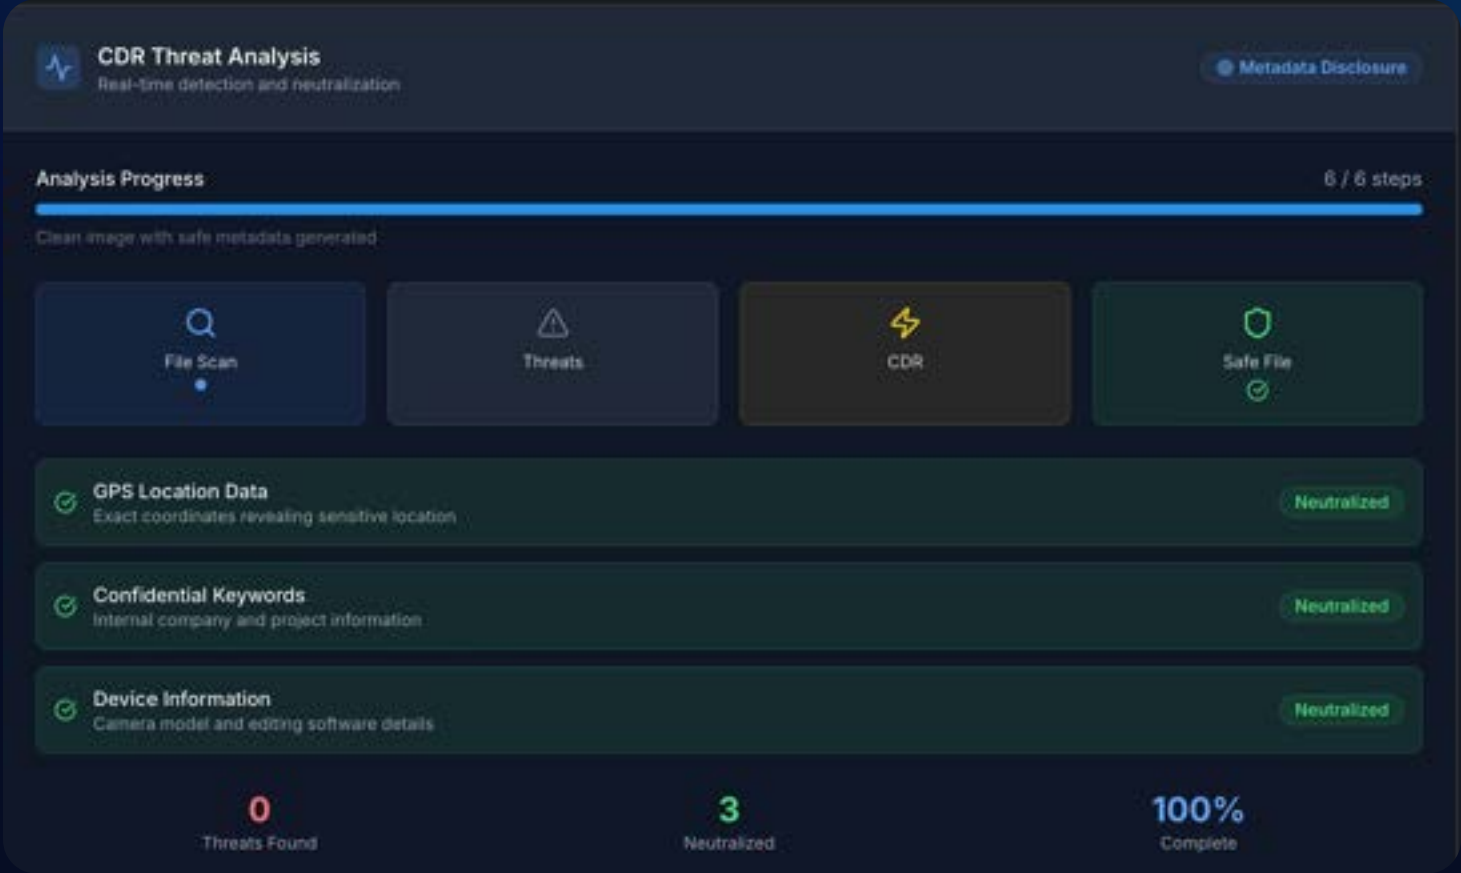 CDR Threat Analysis
Real-time detection and neutralization
Metadata Disclosure
Analysis Progress
6 / 6 steps
Clean image with safe metadata generated
File Scan
Threats
CDR
Safe File
GPS Location Data
Exact coordinates revealing sensitive location
Neutralized
Confidential Keywords
Internal company and project information
Neutralized
Device Information
Camera model and editing software details
Neutralized
0
Threats Found
3
Neutralized
100%
Complete